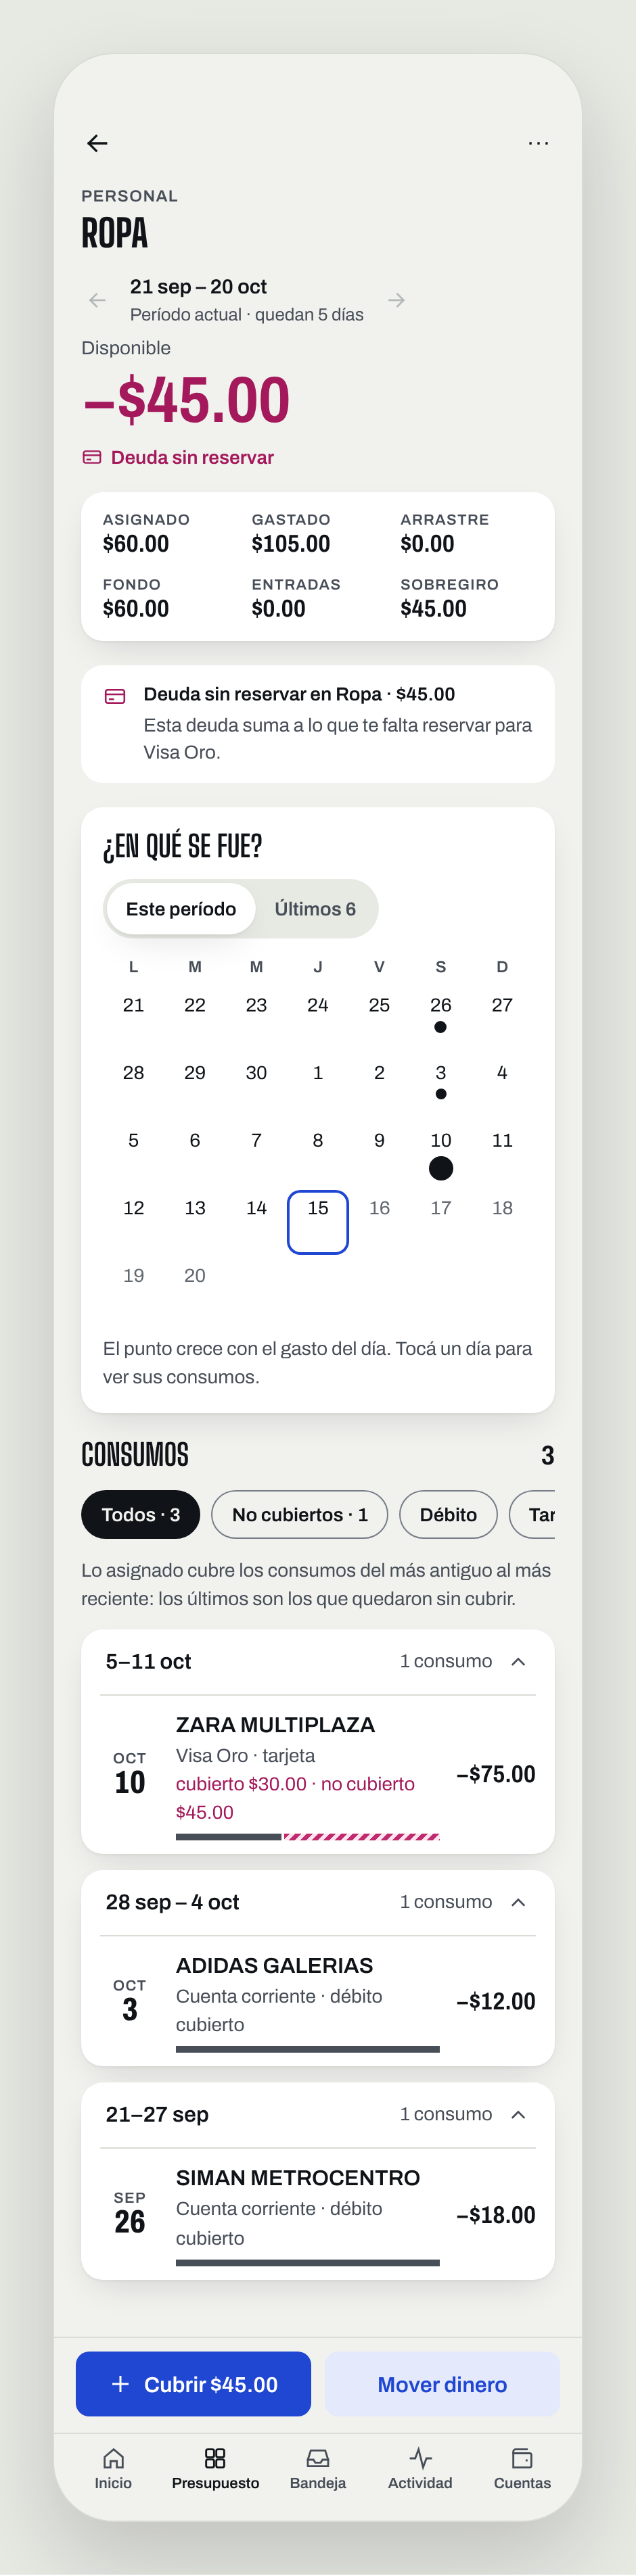 PERSONAL
ROPA
21 sep – 20 oct
Período actual · quedan 5 días
Disponible
–$45.00
Deuda sin reservar
ASIGNADO GASTADO ARRASTRE
$60.00 $105.00 $0.00
FONDO ENTRADAS SOBREGIRO
$60.00 $0.00 $45.00
Deuda sin reservar en Ropa · $45.00
Esta deuda suma a lo que te falta reservar para
Visa Oro.
¿EN QUÉ SE FUE?
Este período Últimos 6
L M M J V S D
21 22 23 24 25 26 27
28 29 30 1 2 3 4
5 6 7 8 9 10 11
12 13 14 15 16 17 18
19 20
El punto crece con el gasto del día. Tocá un día para
ver sus consumos.
CONSUMOS 3
Todos · 3 No cubiertos · 1 Débito Tar
Lo asignado cubre los consumos del más antiguo al más
reciente: los últimos son los que quedaron sin cubrir.
5–11 oct 1 consumo
ZARA MULTIPLAZA
OCT
10
Visa Oro · tarjeta
cubierto $30.00 · no cubierto
$45.00
–$75.00
28 sep – 4 oct 1 consumo
ADIDAS GALERIAS
OCT
3
Cuenta corriente · débito
cubierto
–$12.00
21–27 sep 1 consumo
SIMAN METROCENTRO
SEP
26
Cuenta corriente · débito
cubierto
–$18.00
+ Cubrir $45.00 Mover dinero
Inicio Presupuesto Bandeja Actividad Cuentas